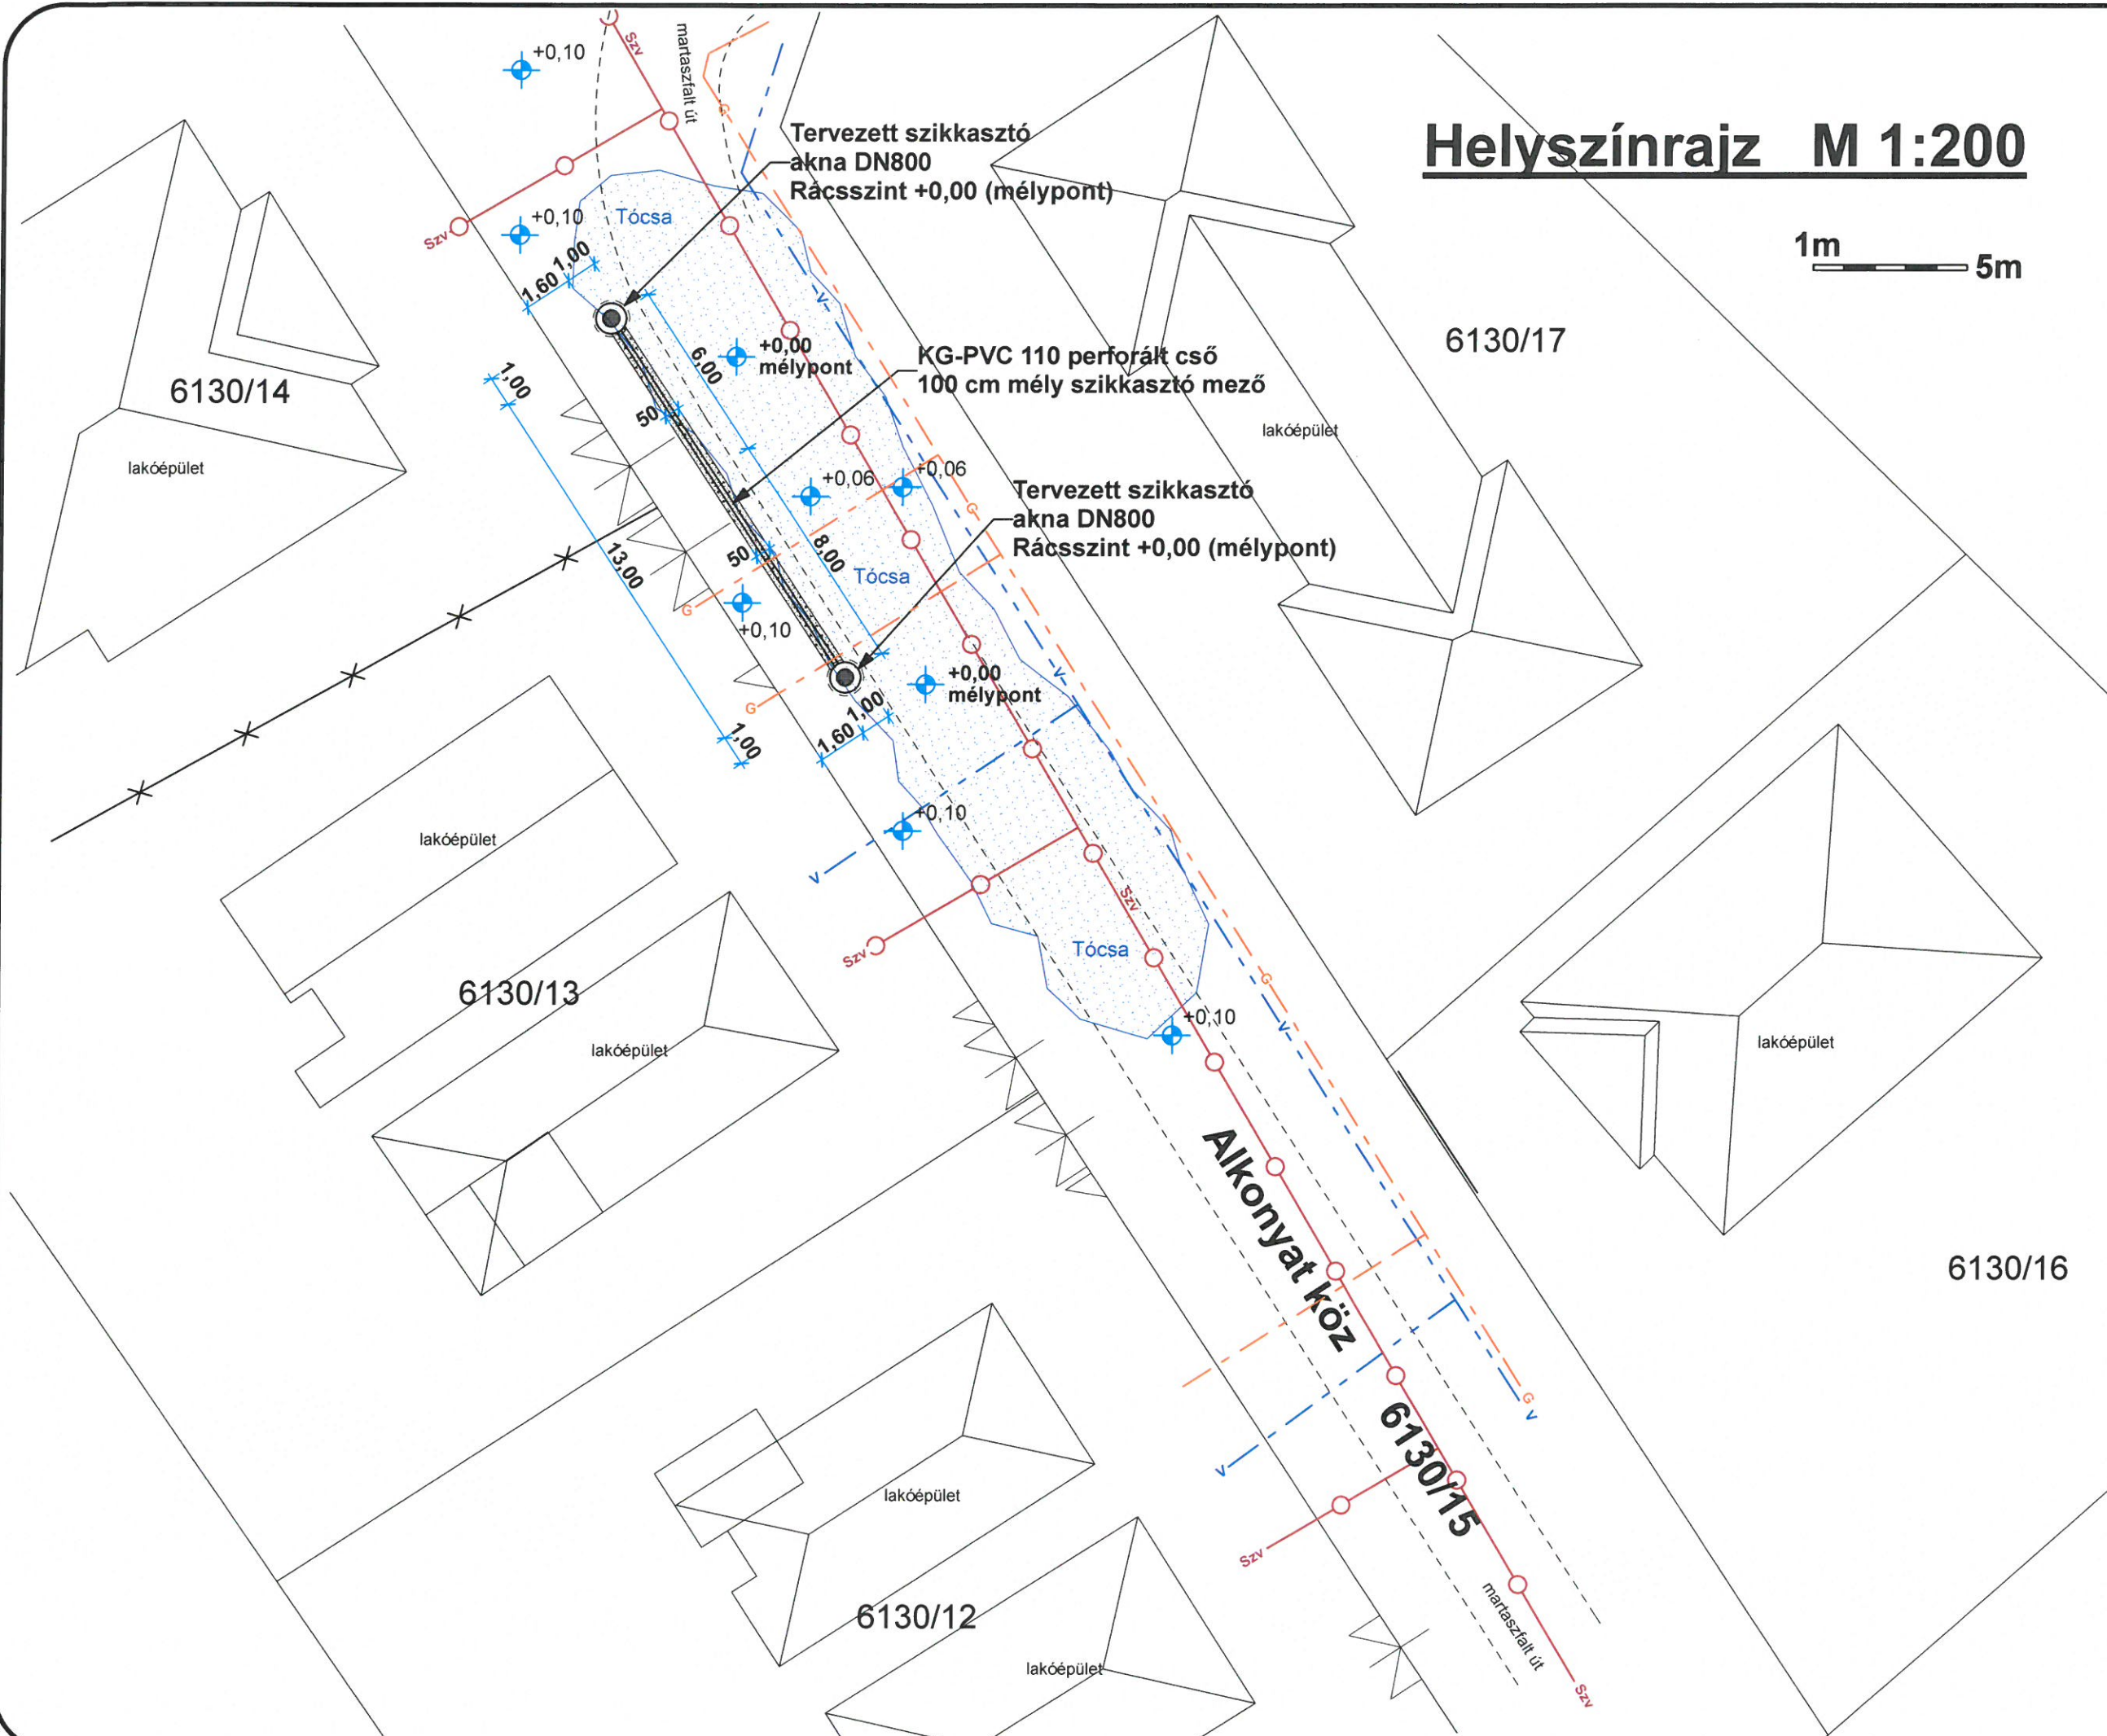 Helyszínrajz M 1:200
1m
5m
+0,10
Szv
martaszfalt út
G
Tervezett szikkasztó
akna DN800
Rácsszint +0,00 (mélypont)
Szv
+0,10
Tócsa
1,60
1,00
V
+0,00
mélypont
6,00
KG-PVC 110 perforált cső
100 cm mély szikkasztó mező
6130/17
6130/14
lakóépület
lakóépület
1,00
50
+0,06
+0,06
G
Tervezett szikkasztó
akna DN800
Rácsszint +0,00 (mélypont)
13,00
50
8,00
Tócsa
G
+0,10
+0,00
mélypont
V
G
1,00
1,60
1,00
+0,10
V
lakóépület
Szv
Szv
Tócsa
G
V
+0,10
6130/13
lakóépület
lakóépület
6130/16
Alkonyat köz
6130/15
G
V
V
Szv
lakóépület
6130/12
lakóépület
martaszfalt út
Szv